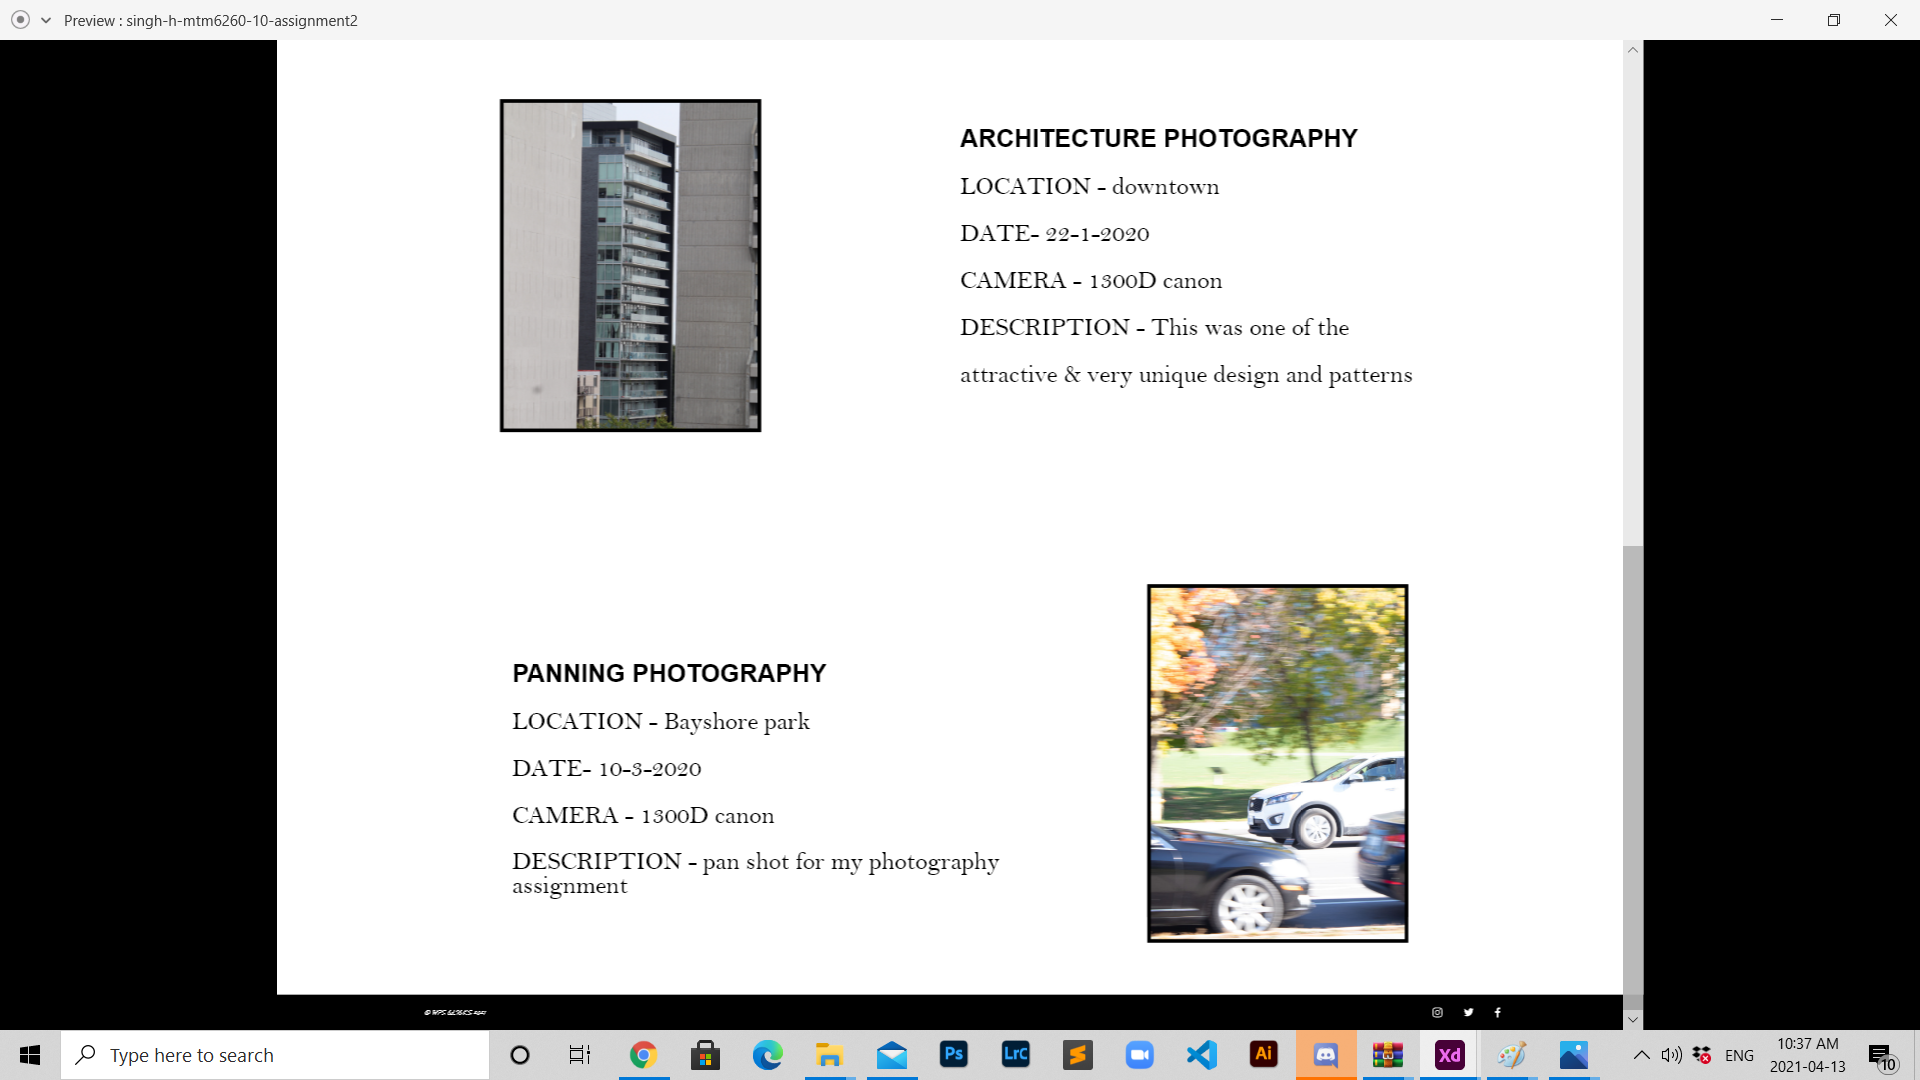 Preview : singh-h-mtm6260-10-assignment2
ARCHITECTURE PHOTOGRAPHY
LOCATION - downtown
DATE- 22-1-2020
CAMERA - 1300D canon
DESCRIPTION - This was one of the
attractive & very unique design and patterns
PANNING PHOTOGRAPHY
LOCATION - Bayshore park
DATE- 10-3-2020
CAMERA - 1300D canon
DESCRIPTION - pan shot for my photography
assignment
Type here to search
Ps
LrC
Ai
Xd
ENG
10:37 AM
2021-04-13
10